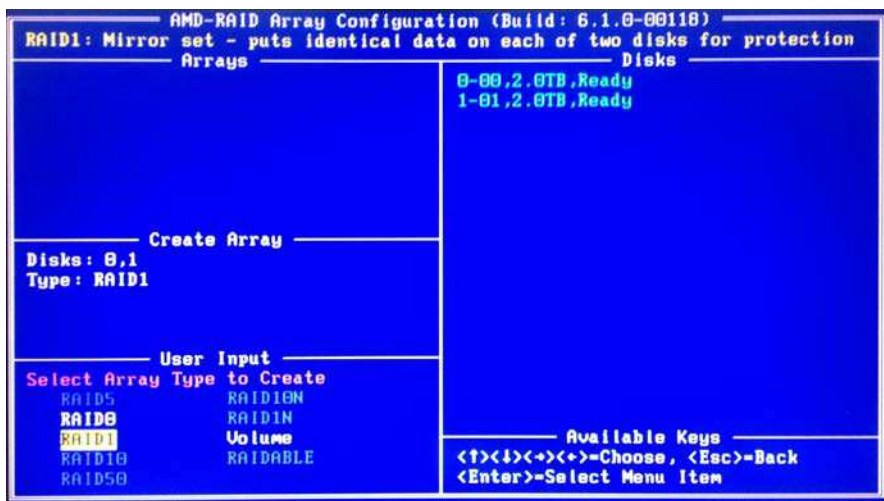 AMD-RAID Array Configuration (Build: 6.1.0-00118)
RAID1: Mirror set - puts identical data on each of two disks for protection
Arrays
Disks
0-00,2.0TB,Ready
1-01,2.0TB,Ready
Create Array
Disks: 0,1
Type: RAID1
User Input
Select Array Type to Create
RAID5 RAID10N
RAID0 RAID1N
RAID1 Volume
RAID10 RAIDABLE
RAID50
Available Keys
<↑><↓><→><←>=Choose, <Esc>=Back
<Enter>=Select Menu Item